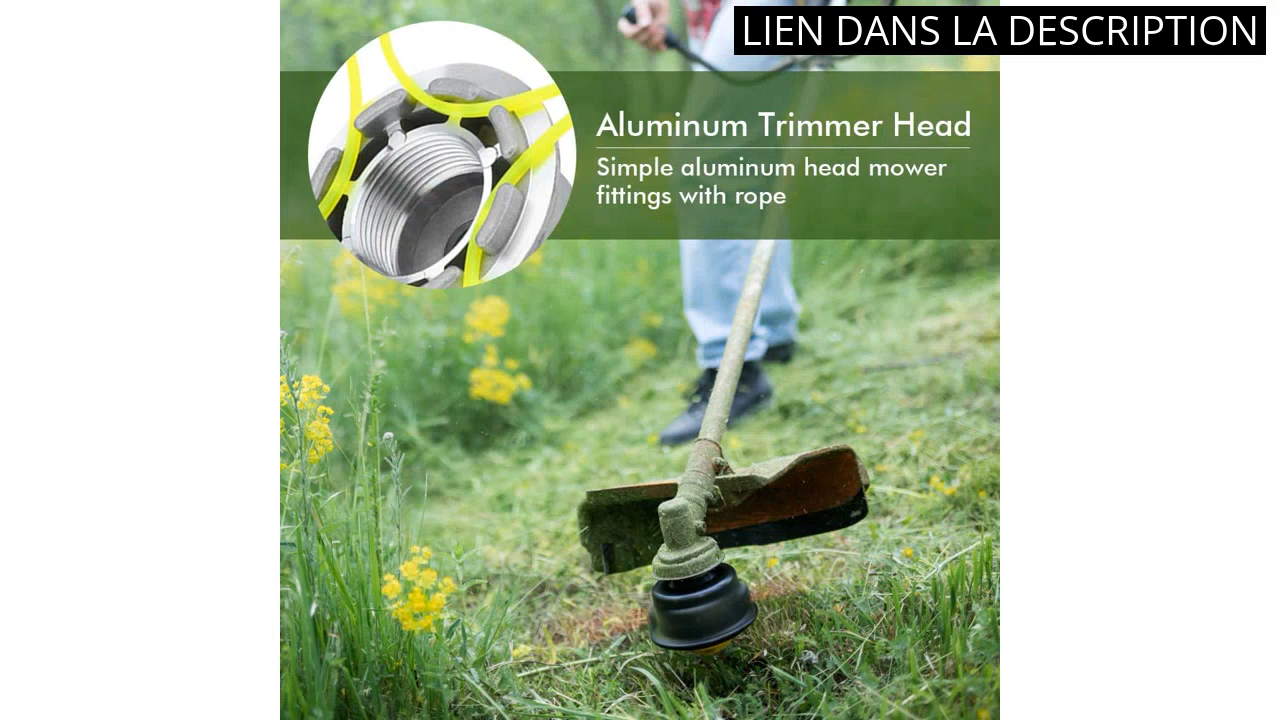 LIEN DANS LA DESCRIPTION
Aluminum Trimmer Head
Simple aluminum head mower
fittings with rope